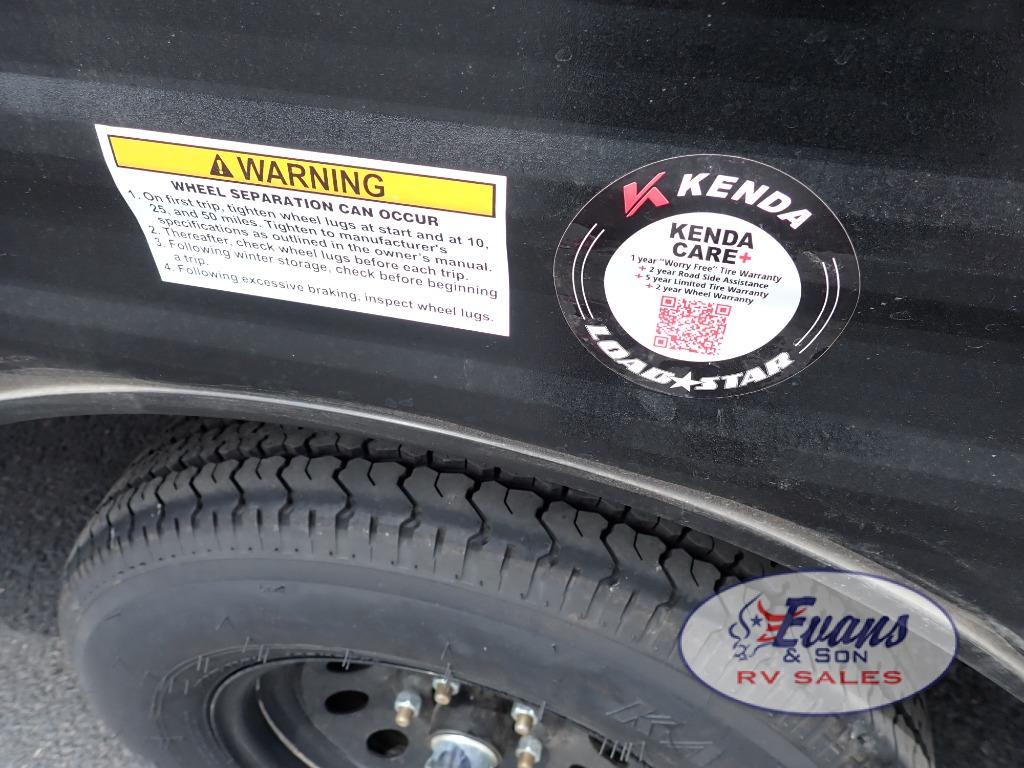 WARNING
WHEEL SEPARATION CAN OCCUR
1. On first trip, tighten wheel lugs at start and at 10,
25, and 50 miles. Tighten to manufacturer's
specifications as outlined in the owner's manual.
2. Thereafter, check wheel lugs before each trip.
3. Following winter storage, check before beginning
a trip.
4. Following excessive braking, inspect wheel lugs.
KENDA
KENDA
CARE+
1 year "Worry Free" Tire Warranty
+ 2 year Road Side Assistance
+ 5 year Limited Tire Warranty
+ 2 year Wheel Warranty
LOAD★STAR
Evans
& SON
RV SALES